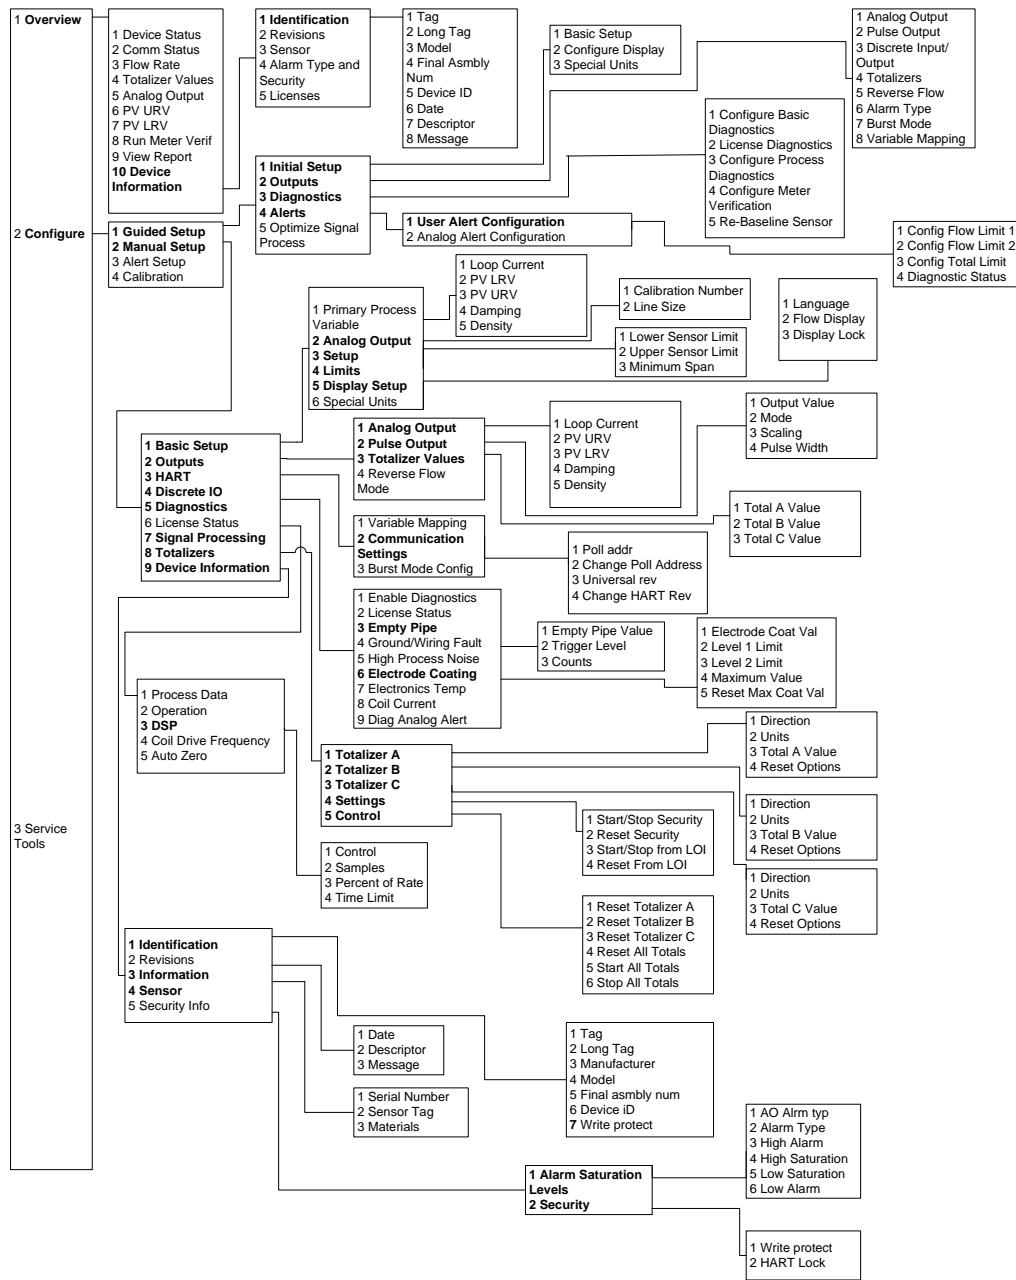 1 Overview
1 Device Status
2 Comm Status
3 Flow Rate
4 Totalizer Values
5 Analog Output
6 PV URV
7 PV LRV
8 Run Meter Verif
9 View Report
10 Device
Information
1 Identification
2 Revisions
3 Sensor
4 Alarm Type and
Security
5 Licenses
1 Tag
2 Long Tag
3 Model
4 Final Asmbly
Num
5 Device ID
6 Date
7 Descriptor
8 Message
1 Basic Setup
2 Configure Display
3 Special Units
1 Analog Output
2 Pulse Output
3 Discrete Input/
Output
4 Totalizers
5 Reverse Flow
6 Alarm Type
7 Burst Mode
8 Variable Mapping
1 Configure Basic
Diagnostics
2 License Diagnostics
3 Configure Process
Diagnostics
4 Configure Meter
Verification
5 Re-Baseline Sensor
1 Initial Setup
2 Outputs
3 Diagnostics
4 Alerts
5 Optimize Signal
Process
2 Configure
1 Guided Setup
2 Manual Setup
3 Alert Setup
4 Calibration
1 User Alert Configuration
2 Analog Alert Configuration
1 Config Flow Limit 1
2 Config Flow Limit 2
3 Config Total Limit
4 Diagnostic Status
1 Loop Current
2 PV LRV
3 PV URV
4 Damping
5 Density
1 Calibration Number
2 Line Size
1 Language
2 Flow Display
3 Display Lock
1 Primary Process
Variable
2 Analog Output
3 Setup
4 Limits
5 Display Setup
6 Special Units
1 Lower Sensor Limit
2 Upper Sensor Limit
3 Minimum Span
1 Output Value
2 Mode
3 Scaling
4 Pulse Width
1 Analog Output
2 Pulse Output
3 Totalizer Values
4 Reverse Flow
Mode
1 Loop Current
2 PV URV
3 PV LRV
4 Damping
5 Density
1 Basic Setup
2 Outputs
3 HART
4 Discrete IO
5 Diagnostics
6 License Status
7 Signal Processing
8 Totalizers
9 Device Information
1 Total A Value
2 Total B Value
3 Total C Value
1 Variable Mapping
2 Communication
Settings
3 Burst Mode Config
1 Poll addr
2 Change Poll Address
3 Universal rev
4 Change HART Rev
1 Enable Diagnostics
2 License Status
3 Empty Pipe
4 Ground/Wiring Fault
5 High Process Noise
6 Electrode Coating
7 Electronics Temp
8 Coil Current
9 Diag Analog Alert
1 Empty Pipe Value
2 Trigger Level
3 Counts
1 Electrode Coat Val
2 Level 1 Limit
3 Level 2 Limit
4 Maximum Value
5 Reset Max Coat Val
1 Process Data
2 Operation
3 DSP
4 Coil Drive Frequency
5 Auto Zero
1 Direction
2 Units
3 Total A Value
4 Reset Options
1 Totalizer A
2 Totalizer B
3 Totalizer C
4 Settings
5 Control
1 Direction
2 Units
3 Total B Value
4 Reset Options
3 Service
Tools
1 Start/Stop Security
2 Reset Security
3 Start/Stop from LOI
4 Reset From LOI
1 Control
2 Samples
3 Percent of Rate
4 Time Limit
1 Direction
2 Units
3 Total C Value
4 Reset Options
1 Reset Totalizer A
2 Reset Totalizer B
3 Reset Totalizer C
4 Reset All Totals
5 Start All Totals
6 Stop All Totals
1 Identification
2 Revisions
3 Information
4 Sensor
5 Security Info
1 Date
2 Descriptor
3 Message
1 Tag
2 Long Tag
3 Manufacturer
4 Model
5 Final asmbly num
6 Device iD
7 Write protect
1 Serial Number
2 Sensor Tag
3 Materials
1 AO Alrm typ
2 Alarm Type
3 High Alarm
4 High Saturation
5 Low Saturation
6 Low Alarm
1 Alarm Saturation
Levels
2 Security
1 Write protect
2 HART Lock